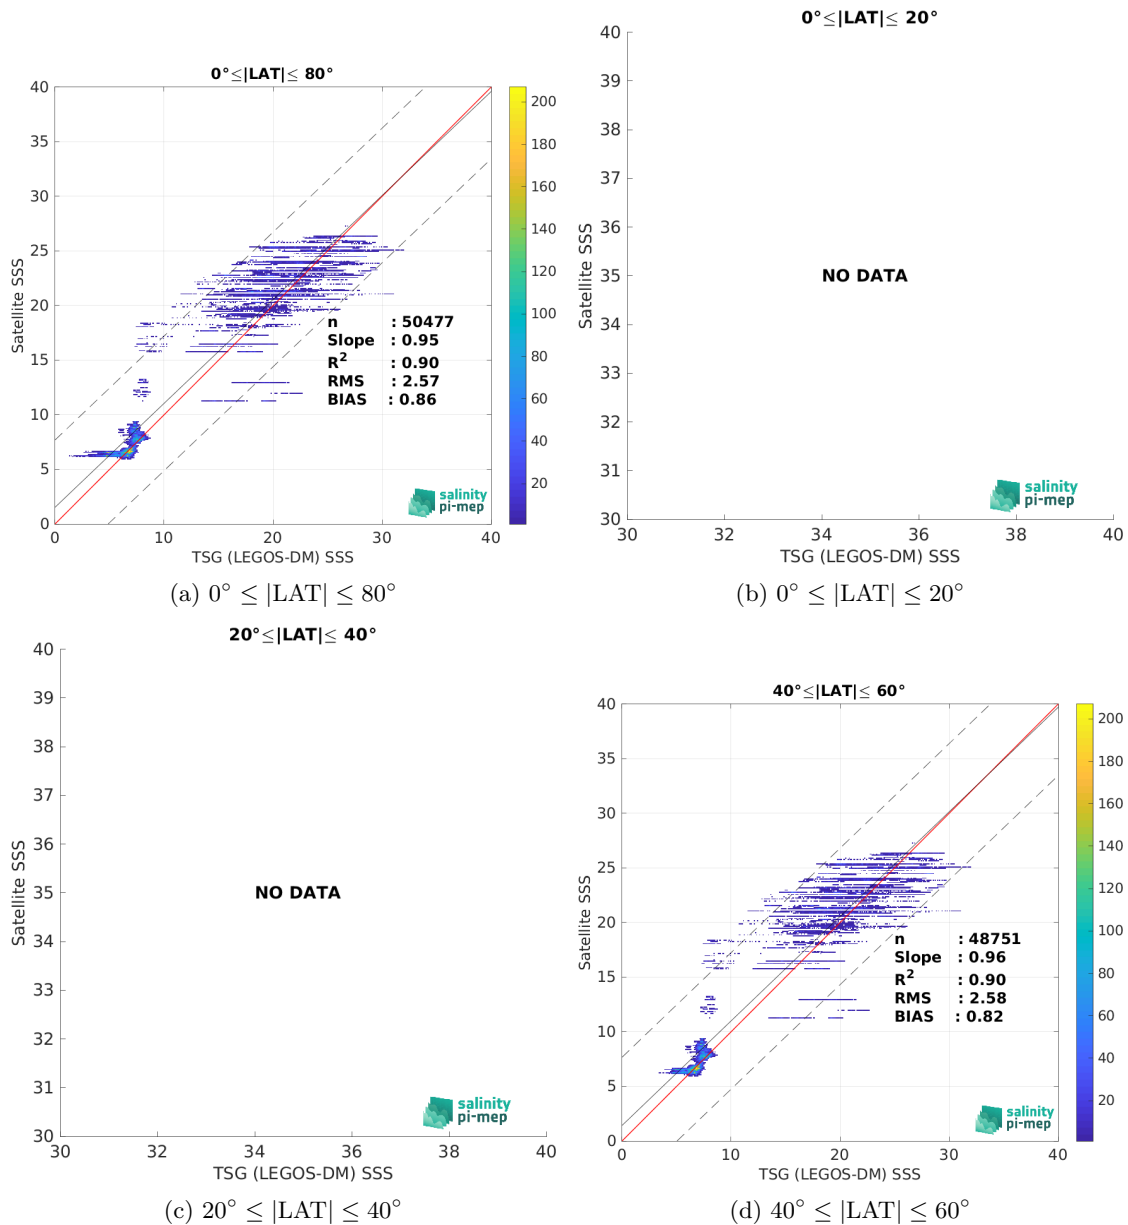 0°≤|LAT|≤ 80°
40
35
30
25
20
15
10
5
0
0
10
20
30
40
Satellite SSS
TSG (LEGOS-DM) SSS
n : 50477
Slope : 0.95
R² : 0.90
RMS : 2.57
BIAS : 0.86
200
180
160
140
120
100
80
60
40
20
salinity
pi-mep
(a) 0° ≤ |LAT| ≤ 80°
0°≤|LAT|≤ 20°
40
39
38
37
36
35
34
33
32
31
30
30
32
34
36
38
40
Satellite SSS
TSG (LEGOS-DM) SSS
NO DATA
salinity
pi-mep
(b) 0° ≤ |LAT| ≤ 20°
20°≤|LAT|≤ 40°
40
39
38
37
36
35
34
33
32
31
30
30
32
34
36
38
40
Satellite SSS
TSG (LEGOS-DM) SSS
NO DATA
salinity
pi-mep
(c) 20° ≤ |LAT| ≤ 40°
40°≤|LAT|≤ 60°
40
35
30
25
20
15
10
5
0
0
10
20
30
40
Satellite SSS
TSG (LEGOS-DM) SSS
n : 48751
Slope : 0.96
R² : 0.90
RMS : 2.58
BIAS : 0.82
200
180
160
140
120
100
80
60
40
20
salinity
pi-mep
(d) 40° ≤ |LAT| ≤ 60°